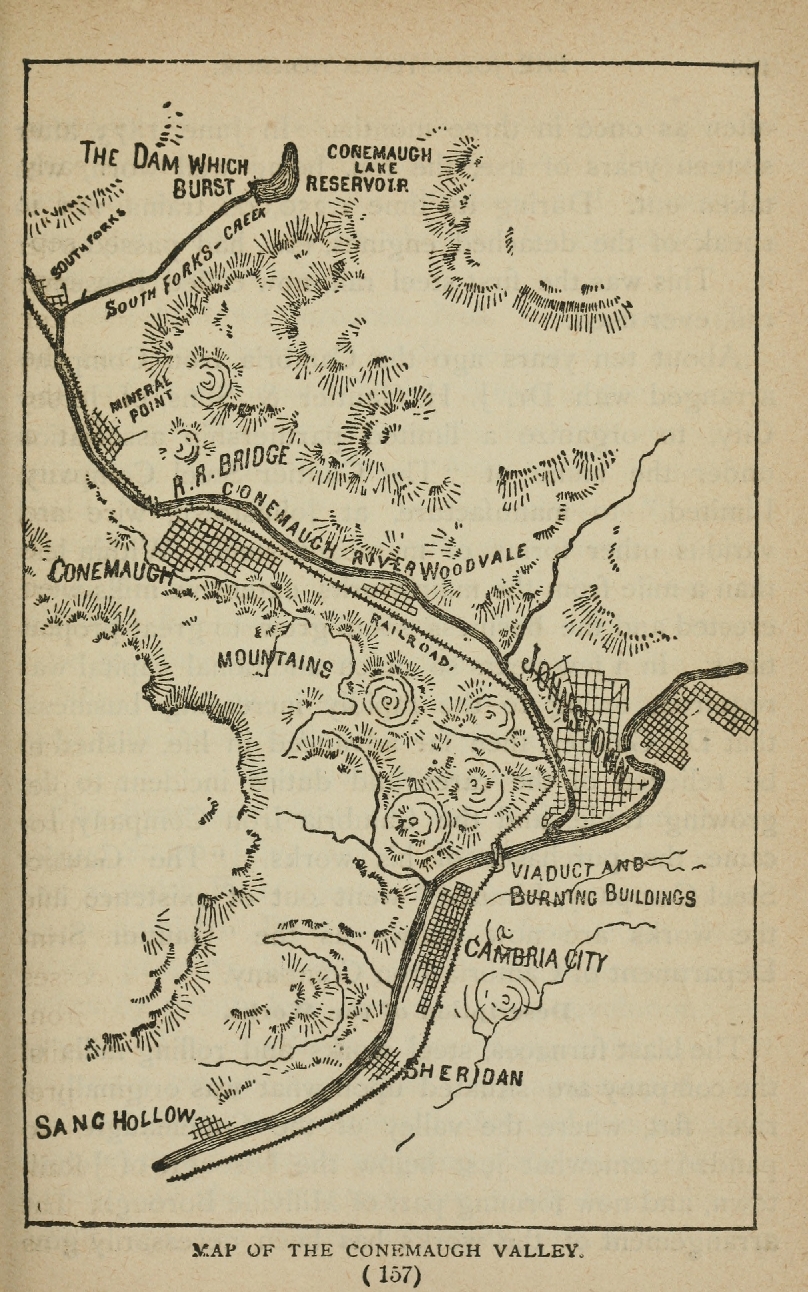 THE DAM WHICH
BURST
CONEMAUGH
LAKE
RESERVOIR.
SOUTH FORKS
SOUTH FORKS-CREEK
MINERAL
POINT
R.R. BRIDGE
CONEMAUGH RIVER
WOODVALE
CONEMAUGH
RAILROAD.
MOUNTAINS
JOHNSTOWN
VIADUCT AND
BURNING BUILDINGS
CAMBRIA CITY
SHERIDAN
SANG HOLLOW
MAP OF THE CONEMAUGH VALLEY.
(157)